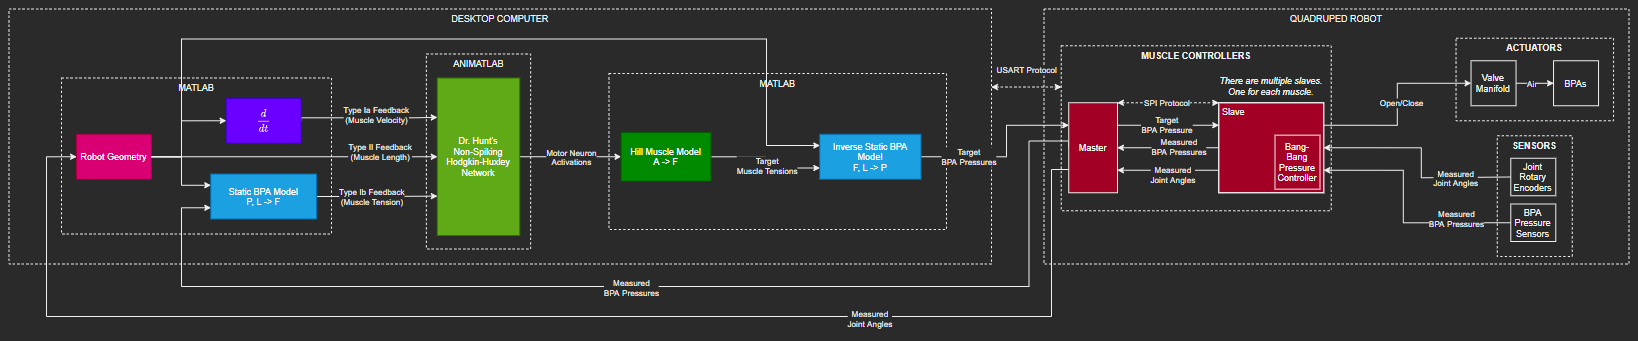 DESKTOP COMPUTER
QUADRUPED ROBOT
MATLAB
ANIMATLAB
MATLAB
Robot Geometry
d
dt
Static BPA Model
P, L -> F
Type Ia Feedback
(Muscle Velocity)
Type II Feedback
(Muscle Length)
Type Ib Feedback
(Muscle Tension)
Dr. Hunt's
Non-Spiking
Hodgkin-Huxley
Network
Motor Neuron
Activations
Hill Muscle Model
A -> F
Target
Muscle Tensions
Inverse Static BPA
Model
F, L -> P
Target
BPA Pressures
USART Protocol
MUSCLE CONTROLLERS
There are multiple slaves.
One for each muscle.
Master
SPI Protocol
Target
BPA Pressure
Measured
BPA Pressures
Measured
Joint Angles
Slave
Bang-
Bang
Pressure
Controller
Open/Close
ACTUATORS
Valve
Manifold
Air
BPAs
SENSORS
Joint
Rotary
Encoders
BPA
Pressure
Sensors
Measured
Joint Angles
Measured
BPA Pressures
Measured
BPA Pressures
Measured
Joint Angles